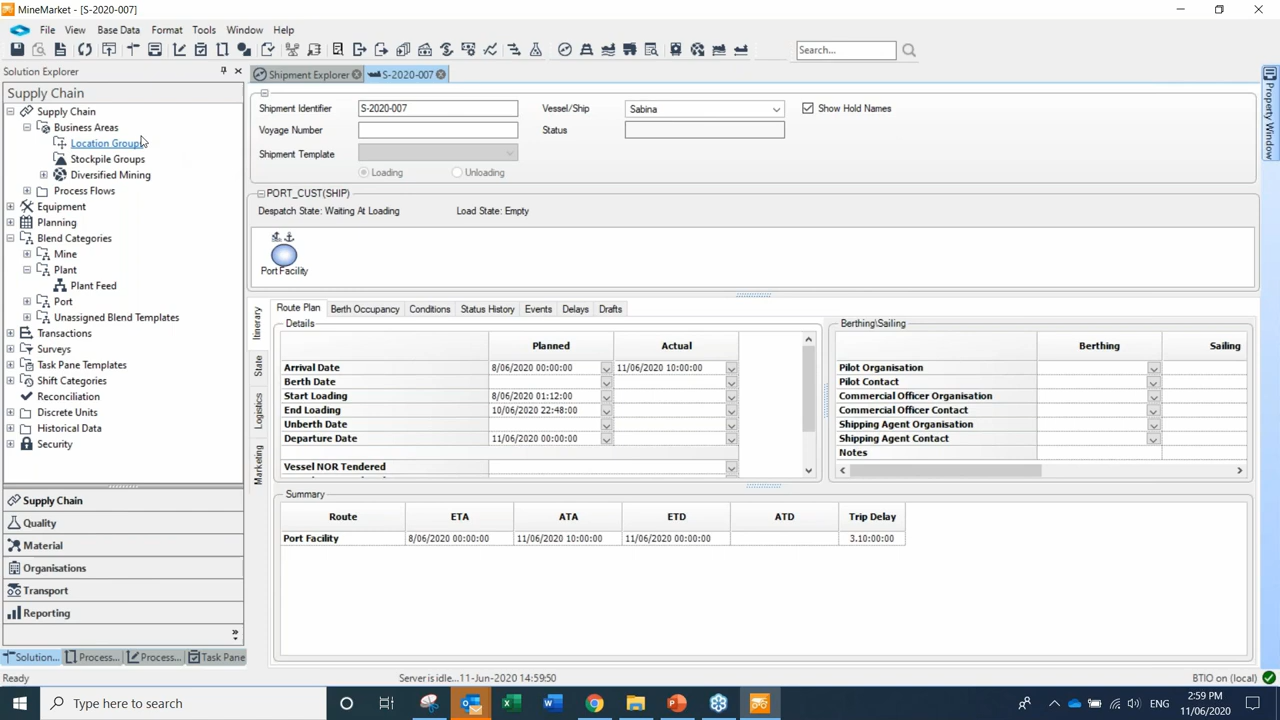 MineMarket - [S-2020-007]
File View Base Data Format Tools Window Help
Search...
Solution Explorer
Shipment Explorer S-2020-007
Property Window
Supply Chain
Supply Chain
Business Areas
Location Groups
Stockpile Groups
Diversified Mining
Process Flows
Equipment
Planning
Blend Categories
Mine
Plant
Plant Feed
Port
Unassigned Blend Templates
Transactions
Surveys
Task Pane Templates
Shift Categories
Reconciliation
Discrete Units
Historical Data
Security
Supply Chain
Quality
Material
Organisations
Transport
Reporting
Solution... Process... Process... Task Pane
Shipment Identifier S-2020-007 Vessel/Ship Sabina Show Hold Names
Voyage Number Status
Shipment Template
Loading Unloading
PORT_CUST(SHIP)
Despatch State: Waiting At Loading Load State: Empty
Port Facility
Itinerary
State
Logistics
Marketing
Route Plan Berth Occupancy Conditions Status History Events Delays Drafts
Details
Planned Actual
Arrival Date 8/06/2020 00:00:00 11/06/2020 10:00:00
Berth Date
Start Loading 8/06/2020 01:12:00
End Loading 10/06/2020 22:48:00
Unberth Date
Departure Date 11/06/2020 00:00:00
Vessel NOR Tendered
Berthing\Sailing
Berthing Sailing
Pilot Organisation
Pilot Contact
Commercial Officer Organisation
Commercial Officer Contact
Shipping Agent Organisation
Shipping Agent Contact
Notes
Summary
Route ETA ATA ETD ATD Trip Delay
Port Facility 8/06/2020 00:00:00 11/06/2020 10:00:00 11/06/2020 00:00:00 3.10:00:00
Ready Server is idle...11-Jun-2020 14:59:50 BTIO on (local)
Type here to search
ENG 2:59 PM
11/06/2020